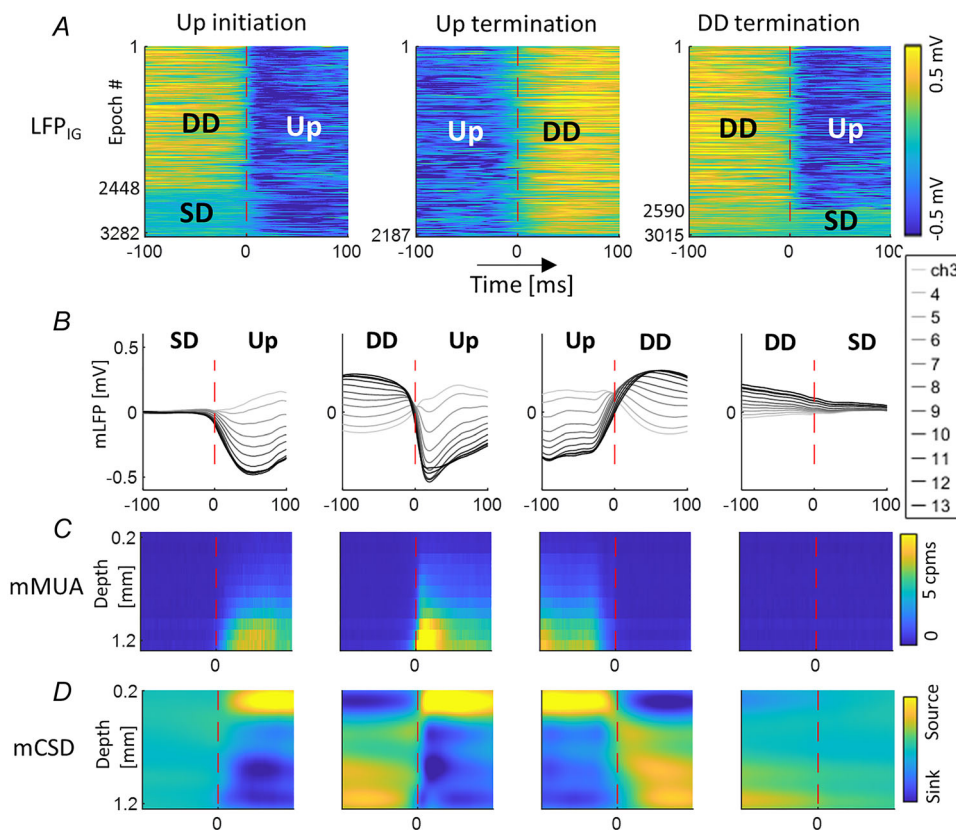 A
Up initiation
Up termination
DD termination
LFP_IG
Epoch #
1
2448
3282
DD
SD
Up
-100 0 100
1
2187
Up
DD
-100 0 100
1
2590
3015
DD
Up
SD
-100 0 100
0.5 mV
-0.5 mV
Time [ms]
ch3
4
5
6
7
8
9
10
11
12
13
B
mLFP [mV]
0.5
0
-0.5
SD Up
-100 0 100
DD Up
0
-100 0 100
Up DD
0
-100 0 100
DD SD
0
-100 0 100
C
mMUA
Depth
[mm]
0.2
1.2
0
0
0
0
5 cpms
0
D
mCSD
Depth
[mm]
0.2
1.2
0
0
0
0
Source
Sink